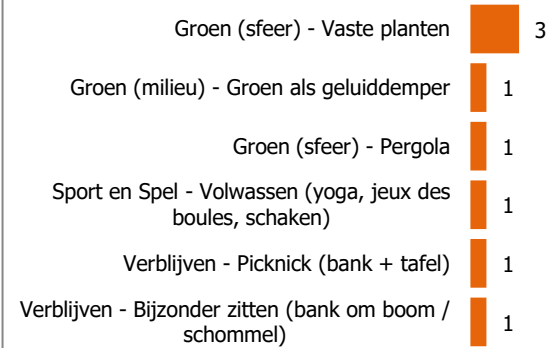 Groen (sfeer) - Vaste planten 3
Groen (milieu) - Groen als geluiddemper 1
Groen (sfeer) - Pergola 1
Sport en Spel - Volwassen (yoga, jeux des
boules, schaken) 1
Verblijven - Picknick (bank + tafel) 1
Verblijven - Bijzonder zitten (bank om boom /
schommel) 1